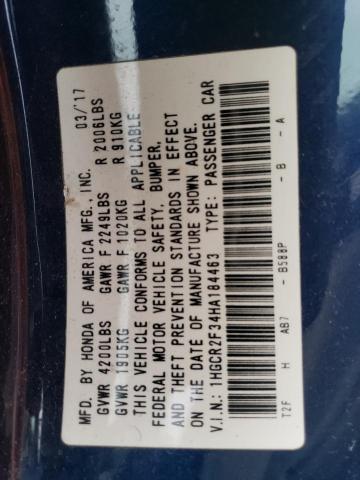 MFD. BY HONDA OF AMERICA MFG., INC. 03/'17
GVWR 4200LBS GAWR F 2249LBS R 2006LBS
GVWR 1905KG GAWR F 1020KG R 910KG
THIS VEHICLE CONFORMS TO ALL APPLICABLE
FEDERAL MOTOR VEHICLE SAFETY, BUMPER,
AND THEFT PREVENTION STANDARDS IN EFFECT
ON THE DATE OF MANUFACTURE SHOWN ABOVE.
V.I.N.: 1HGCR2F34HA184463 TYPE: PASSENGER CAR
T2F H AB7 - B588P - B - A